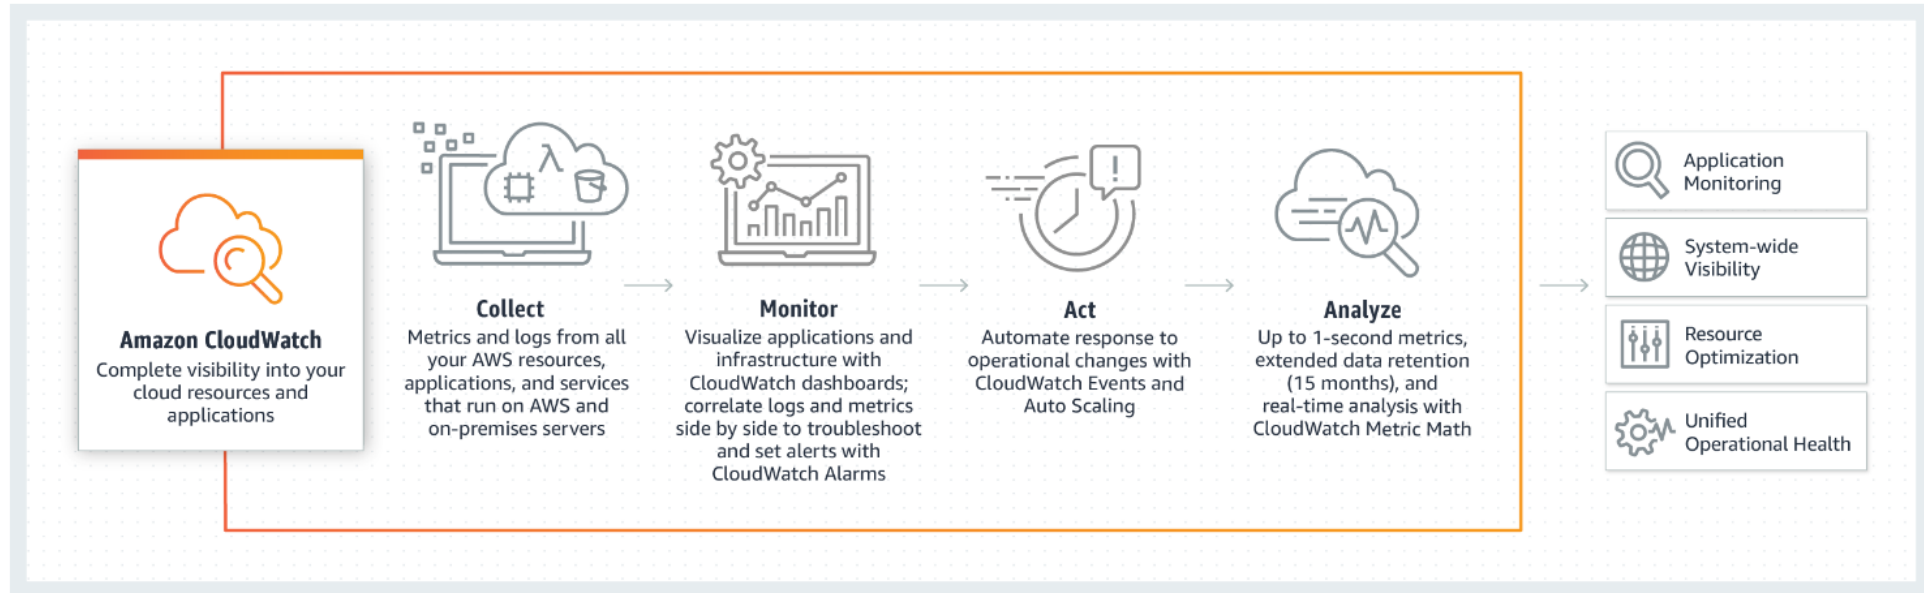 Amazon CloudWatch
Complete visibility into your
cloud resources and
applications
Collect
Metrics and logs from all
your AWS resources,
applications, and services
that run on AWS and
on-premises servers
Monitor
Visualize applications and
infrastructure with
CloudWatch dashboards;
correlate logs and metrics
side by side to troubleshoot
and set alerts with
CloudWatch Alarms
Act
Automate response to
operational changes with
CloudWatch Events and
Auto Scaling
Analyze
Up to 1-second metrics,
extended data retention
(15 months), and
real-time analysis with
CloudWatch Metric Math
Application
Monitoring
System-wide
Visibility
Resource
Optimization
Unified
Operational Health